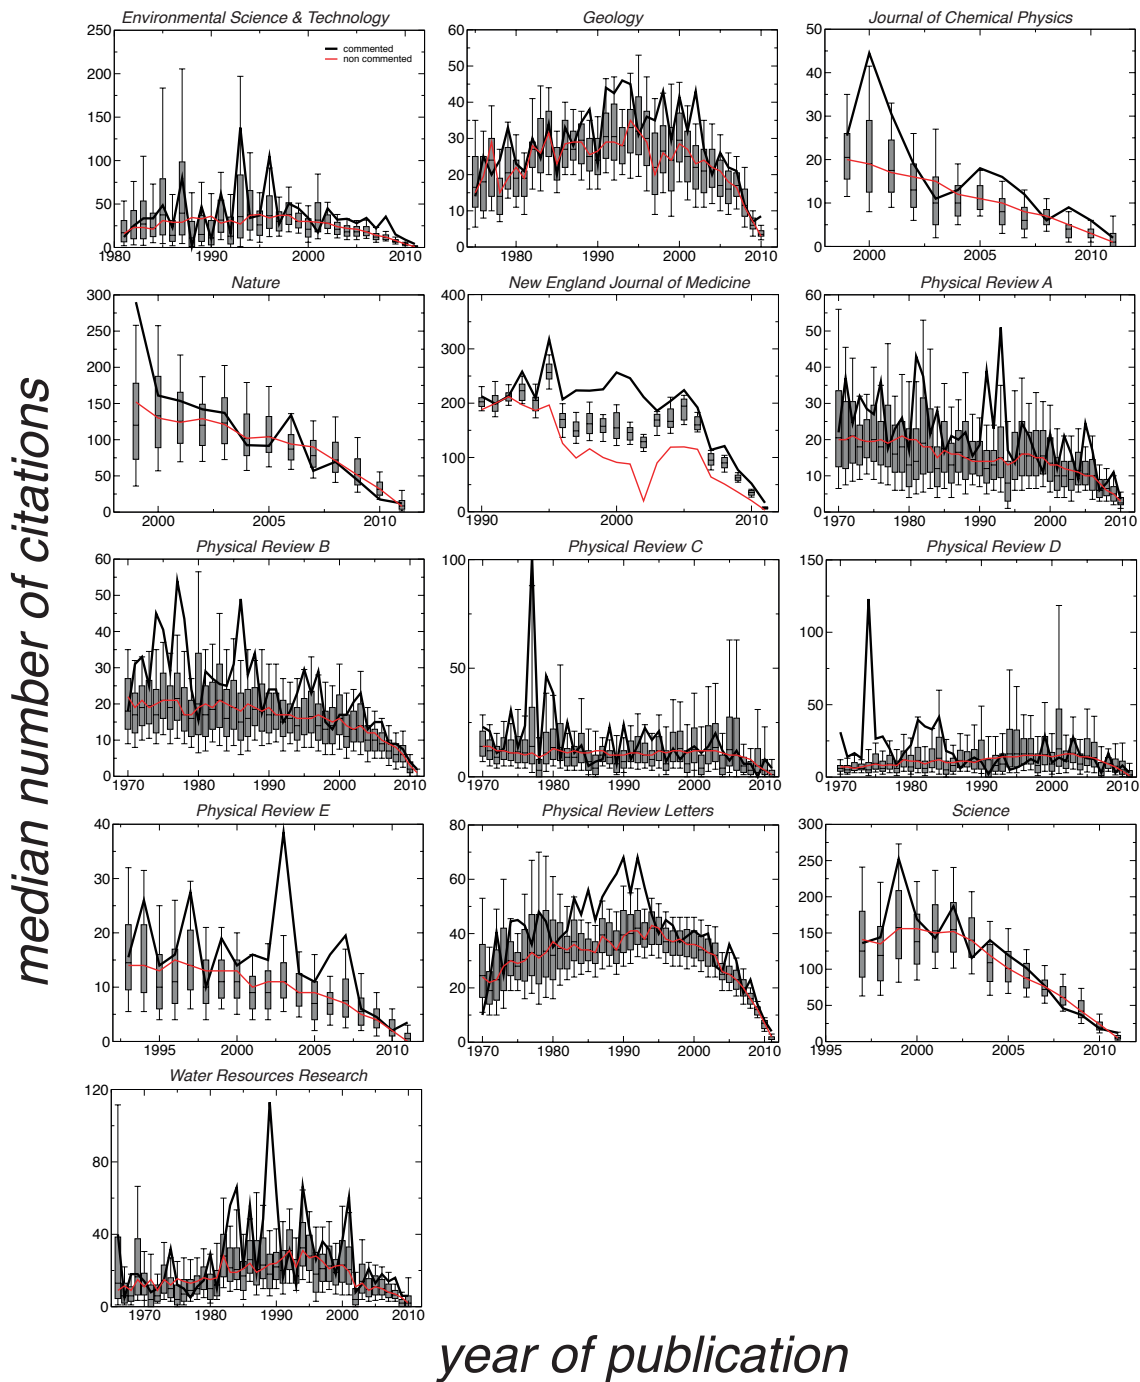 Environmental Science & Technology
250
200
150
100
50
0
1980 1990 2000 2010
commented
non commented
Geology
60
50
40
30
20
10
0
1980 1990 2000 2010
Journal of Chemical Physics
50
40
30
20
10
0
2000 2005 2010
Nature
300
250
200
150
100
50
0
2000 2005 2010
New England Journal of Medicine
400
300
200
100
0
1990 2000 2010
Physical Review A
60
50
40
30
20
10
0
1970 1980 1990 2000 2010
Physical Review B
60
50
40
30
20
10
0
1970 1980 1990 2000 2010
Physical Review C
100
50
0
1970 1980 1990 2000 2010
Physical Review D
150
100
50
0
1970 1980 1990 2000 2010
Physical Review E
40
30
20
10
0
1995 2000 2005 2010
Physical Review Letters
80
60
40
20
0
1970 1980 1990 2000 2010
Science
300
250
200
150
100
50
0
1995 2000 2005 2010
Water Resources Research
120
80
40
0
1970 1980 1990 2000 2010
median number of citations
year of publication